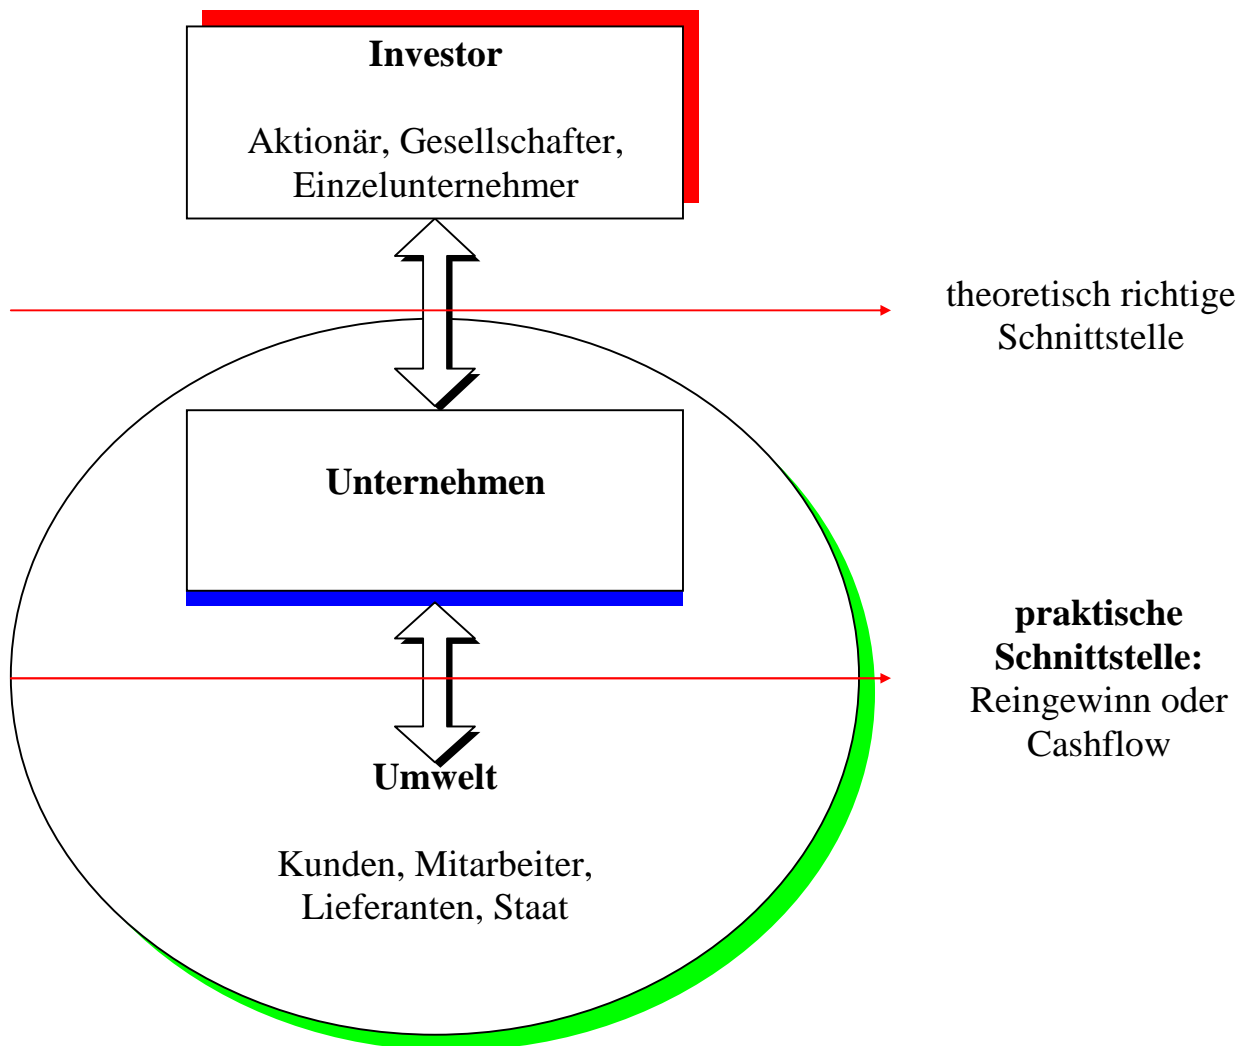 Investor
Aktionär, Gesellschafter,
Einzelunternehmer
theoretisch richtige
Schnittstelle
Unternehmen
praktische
Schnittstelle:
Reingewinn oder
Cashflow
Umwelt
Kunden, Mitarbeiter,
Lieferanten, Staat